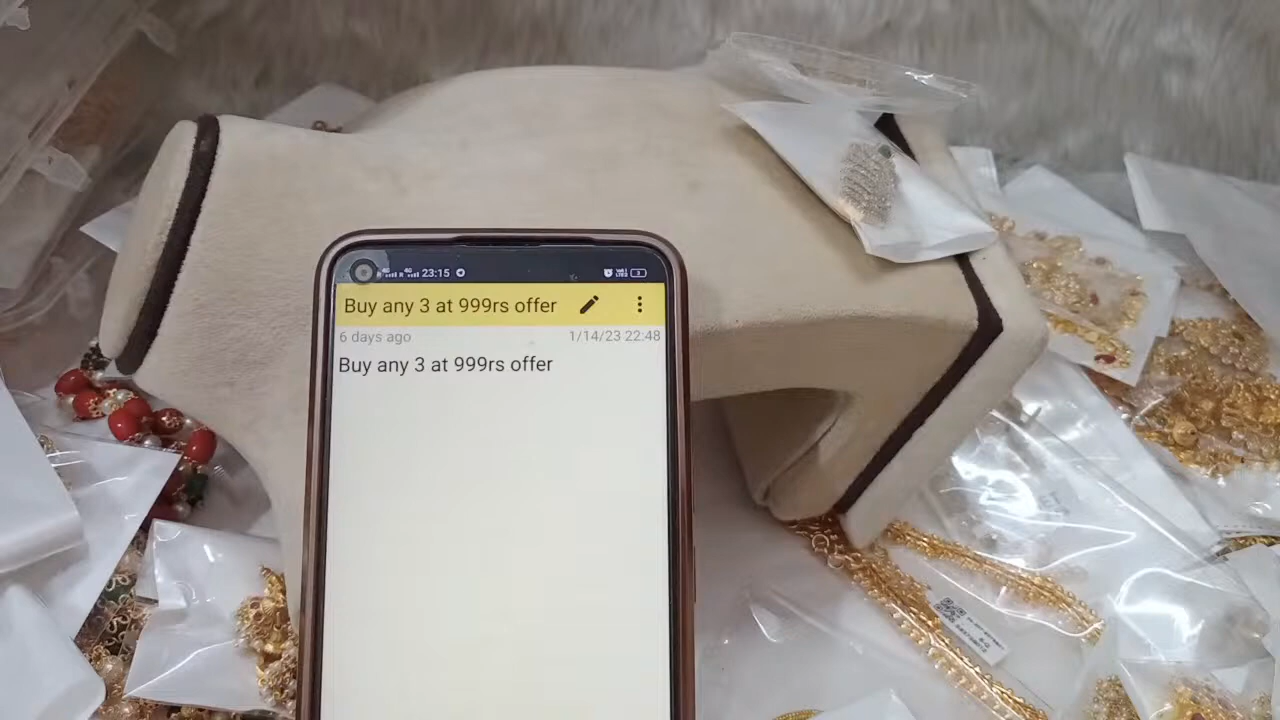 23:15
Buy any 3 at 999rs offer
6 days ago 1/14/23 22:48
Buy any 3 at 999rs offer